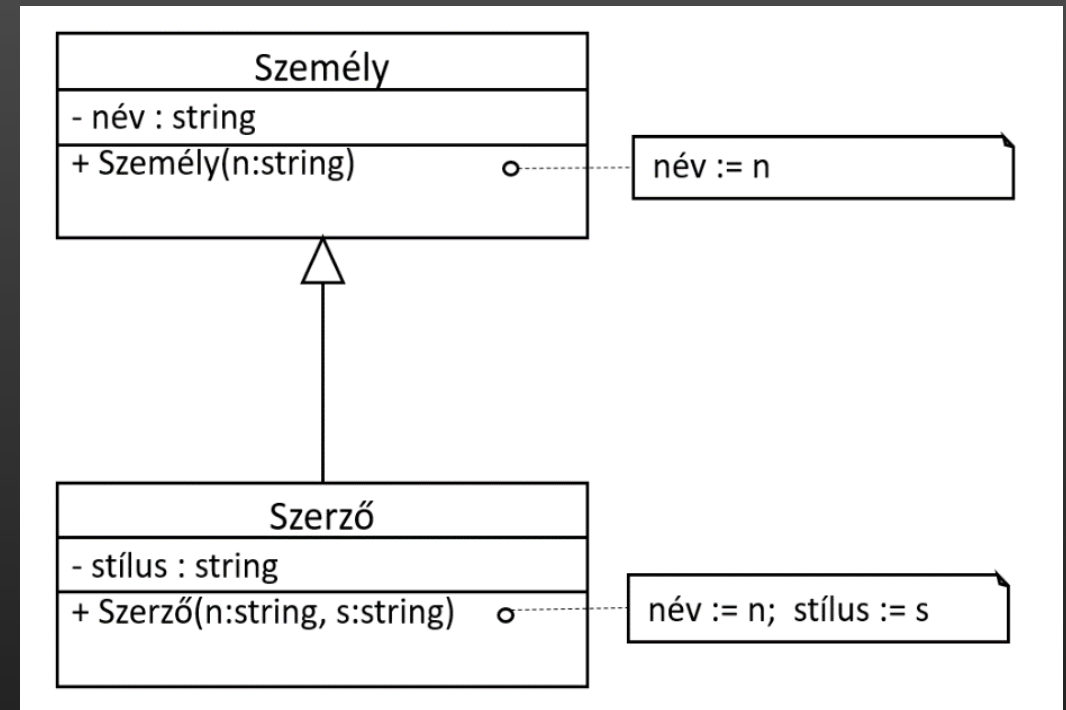 Személy
- név : string
+ Személy(n:string)
név := n
Szerző
- stílus : string
+ Szerző(n:string, s:string)
név := n;  stílus := s